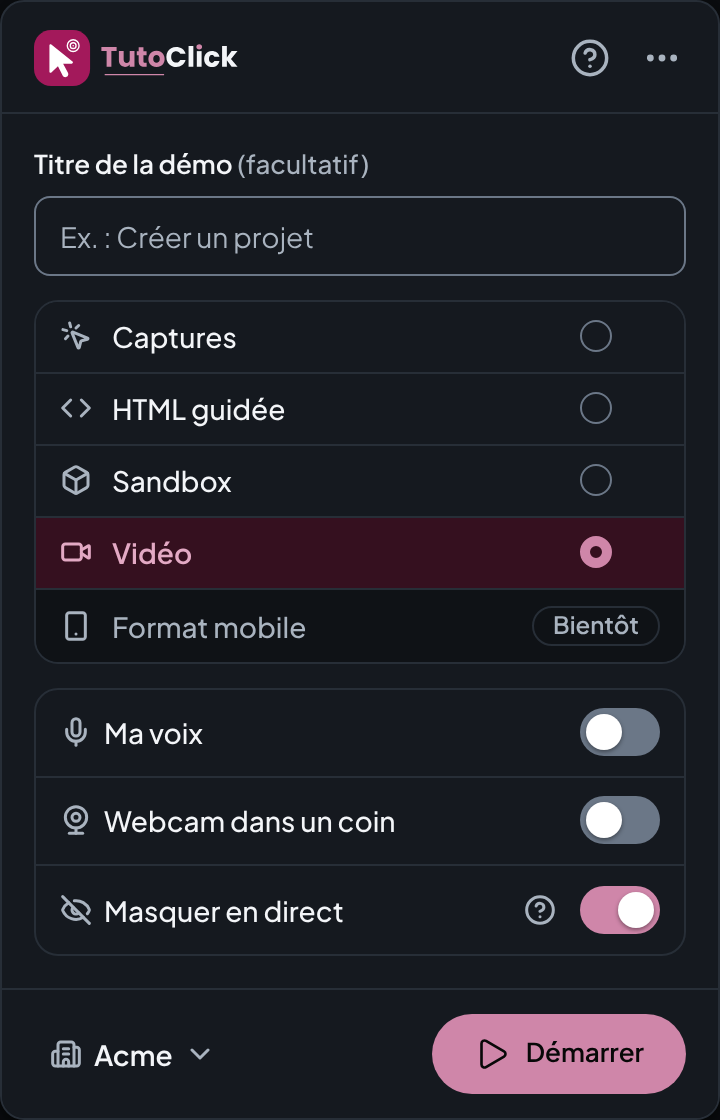 TutoClick
Titre de la démo (facultatif)
Ex. : Créer un projet
Captures
HTML guidée
Sandbox
Vidéo
Format mobile Bientôt
Ma voix
Webcam dans un coin
Masquer en direct
Acme Démarrer